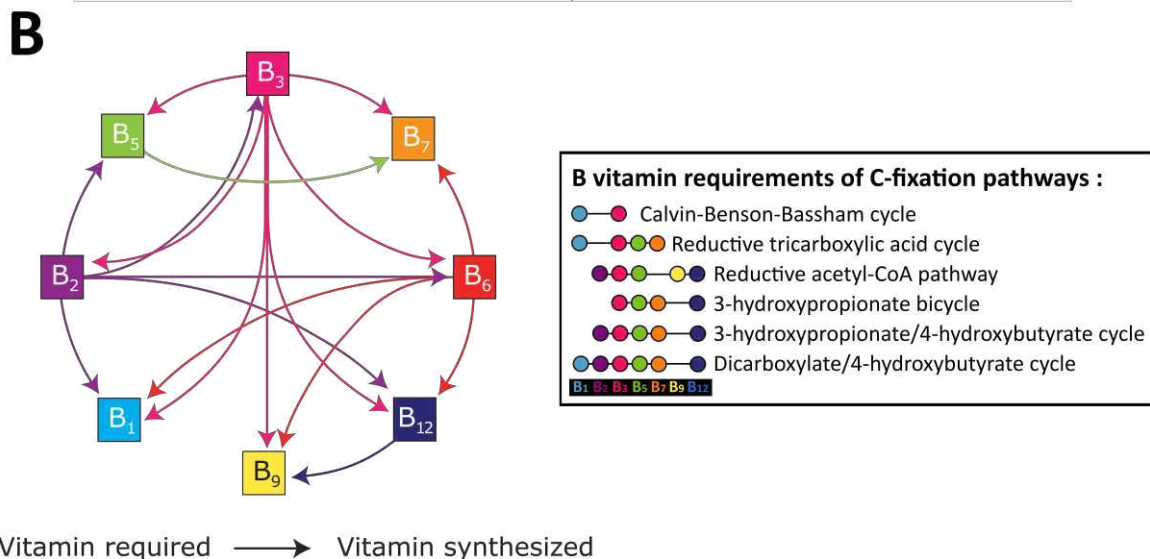 B
B₃
B₅
B₇
B₂
B₆
B₁
B₁₂
B₉
Vitamin required
Vitamin synthesized
B vitamin requirements of C-fixation pathways :
Calvin-Benson-Bassham cycle
Reductive tricarboxylic acid cycle
Reductive acetyl-CoA pathway
3-hydroxypropionate bicycle
3-hydroxypropionate/4-hydroxybutyrate cycle
Dicarboxylate/4-hydroxybutyrate cycle
B₁ B₂ B₃ B₅ B₇ B₉ B₁₂